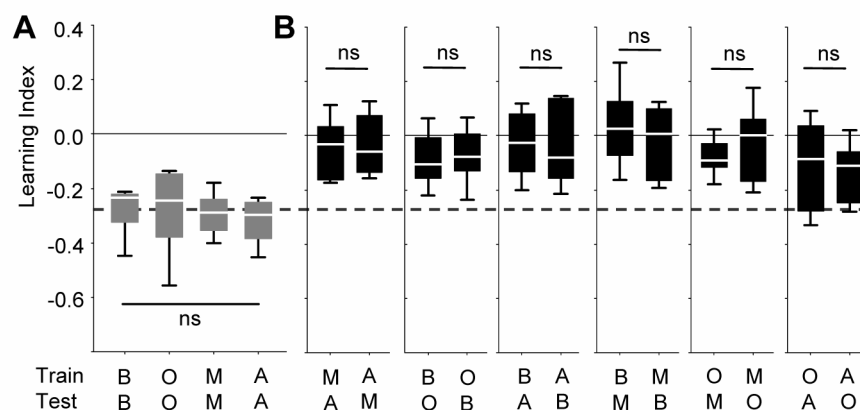 A
B
Learning Index
0.4
0.2
0.0
-0.2
-0.4
-0.6
ns
ns
ns
ns
ns
ns
ns
Train B O M A M A B O B A B M O M O A
Test B O M A A M O B A B M B M O A O